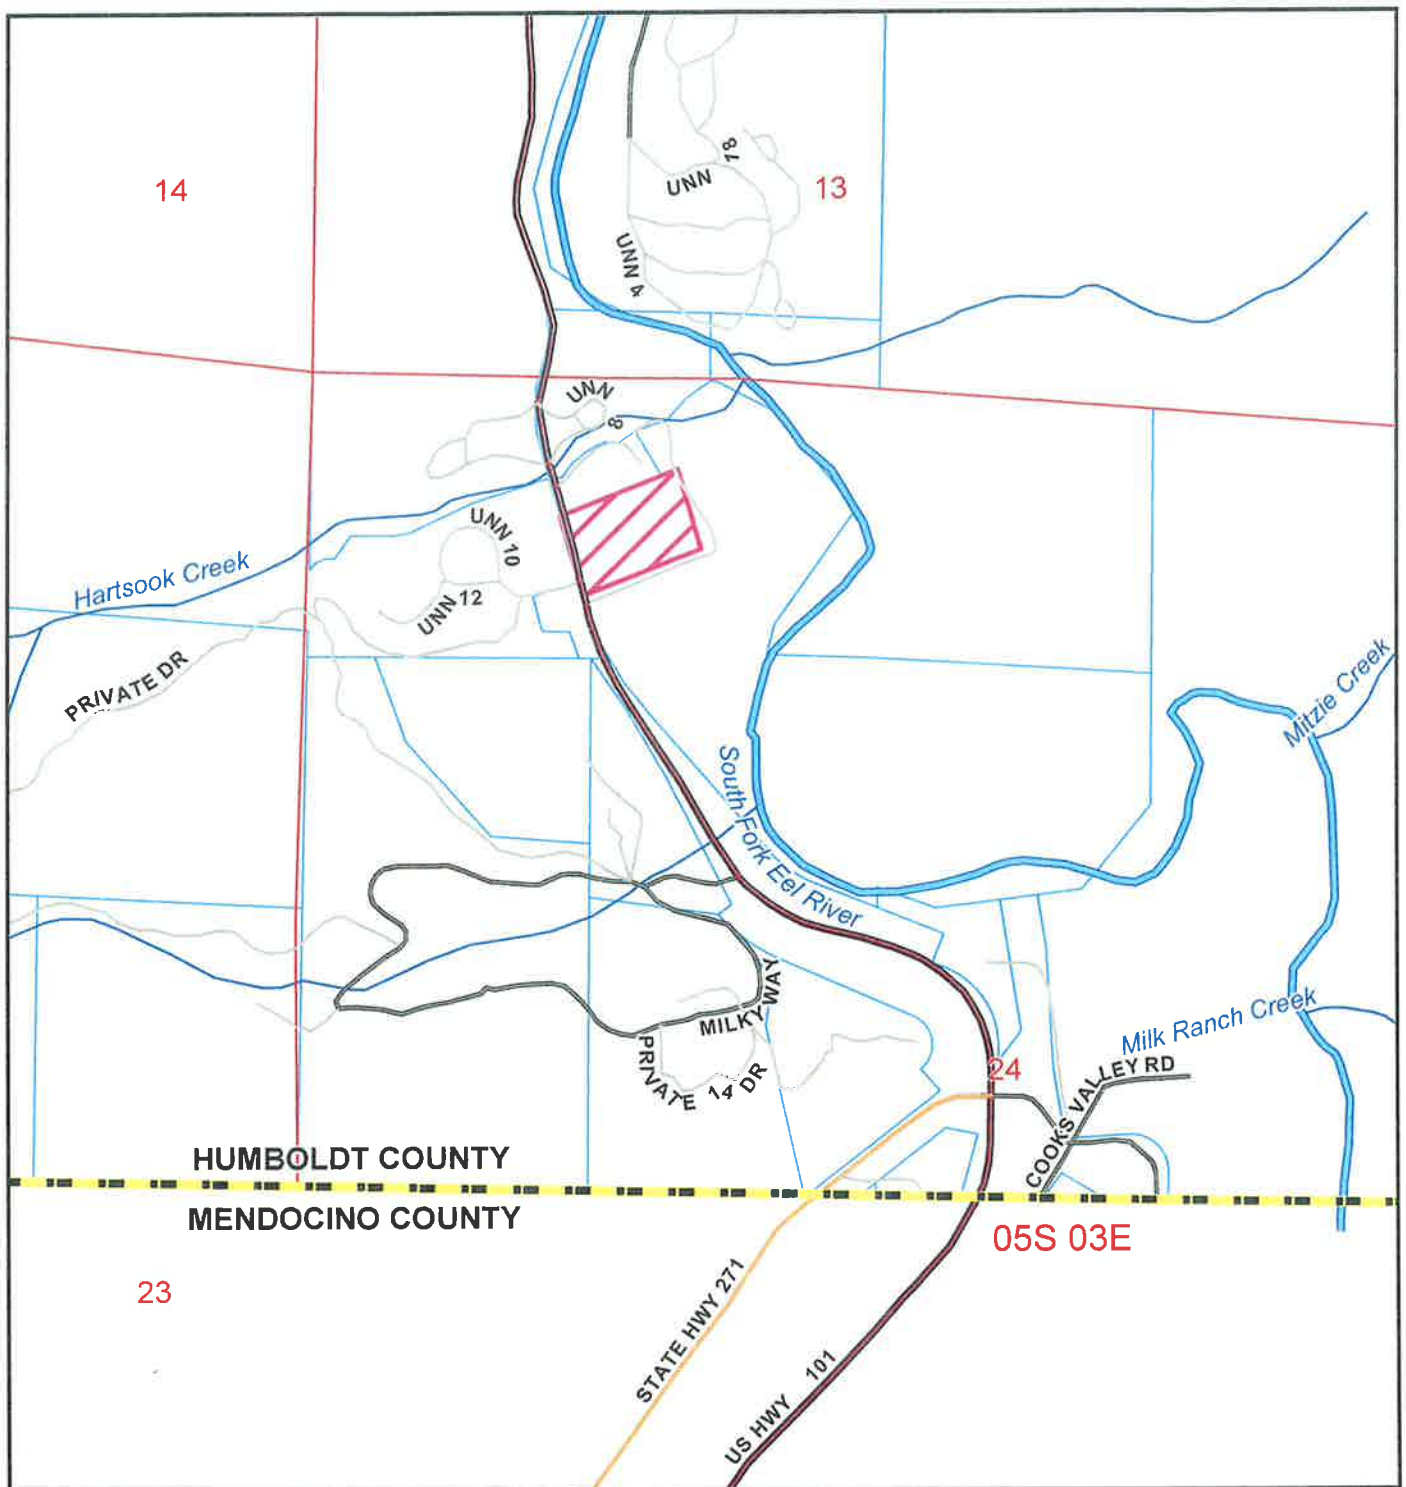 14
13
UNN 78
UNN 4
UNN 8
UNN 10
UNN 12
Hartsook Creek
PRIVATE DR
Mitzie Creek
South Fork Eel River
MILKY WAY
PRIVATE 14 DR
24
Milk Ranch Creek
COOKS VALLEY RD
HUMBOLDT COUNTY
MENDOCINO COUNTY
05S 03E
23
STATE HWY 271
US HWY 101